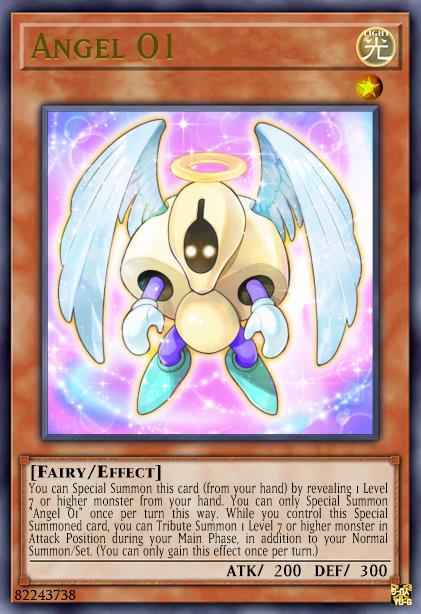 Angel O1
LIGHT
光
[Fairy/Effect]
You can Special Summon this card (from your hand) by revealing 1 Level
7 or higher monster from your hand. You can only Special Summon
"Angel O1" once per turn this way. While you control this Special
Summoned card, you can Tribute Summon 1 Level 7 or higher monster in
Attack Position during your Main Phase, in addition to your Normal
Summon/Set. (You can only gain this effect once per turn.)
ATK/ 200 DEF/ 300
82243738